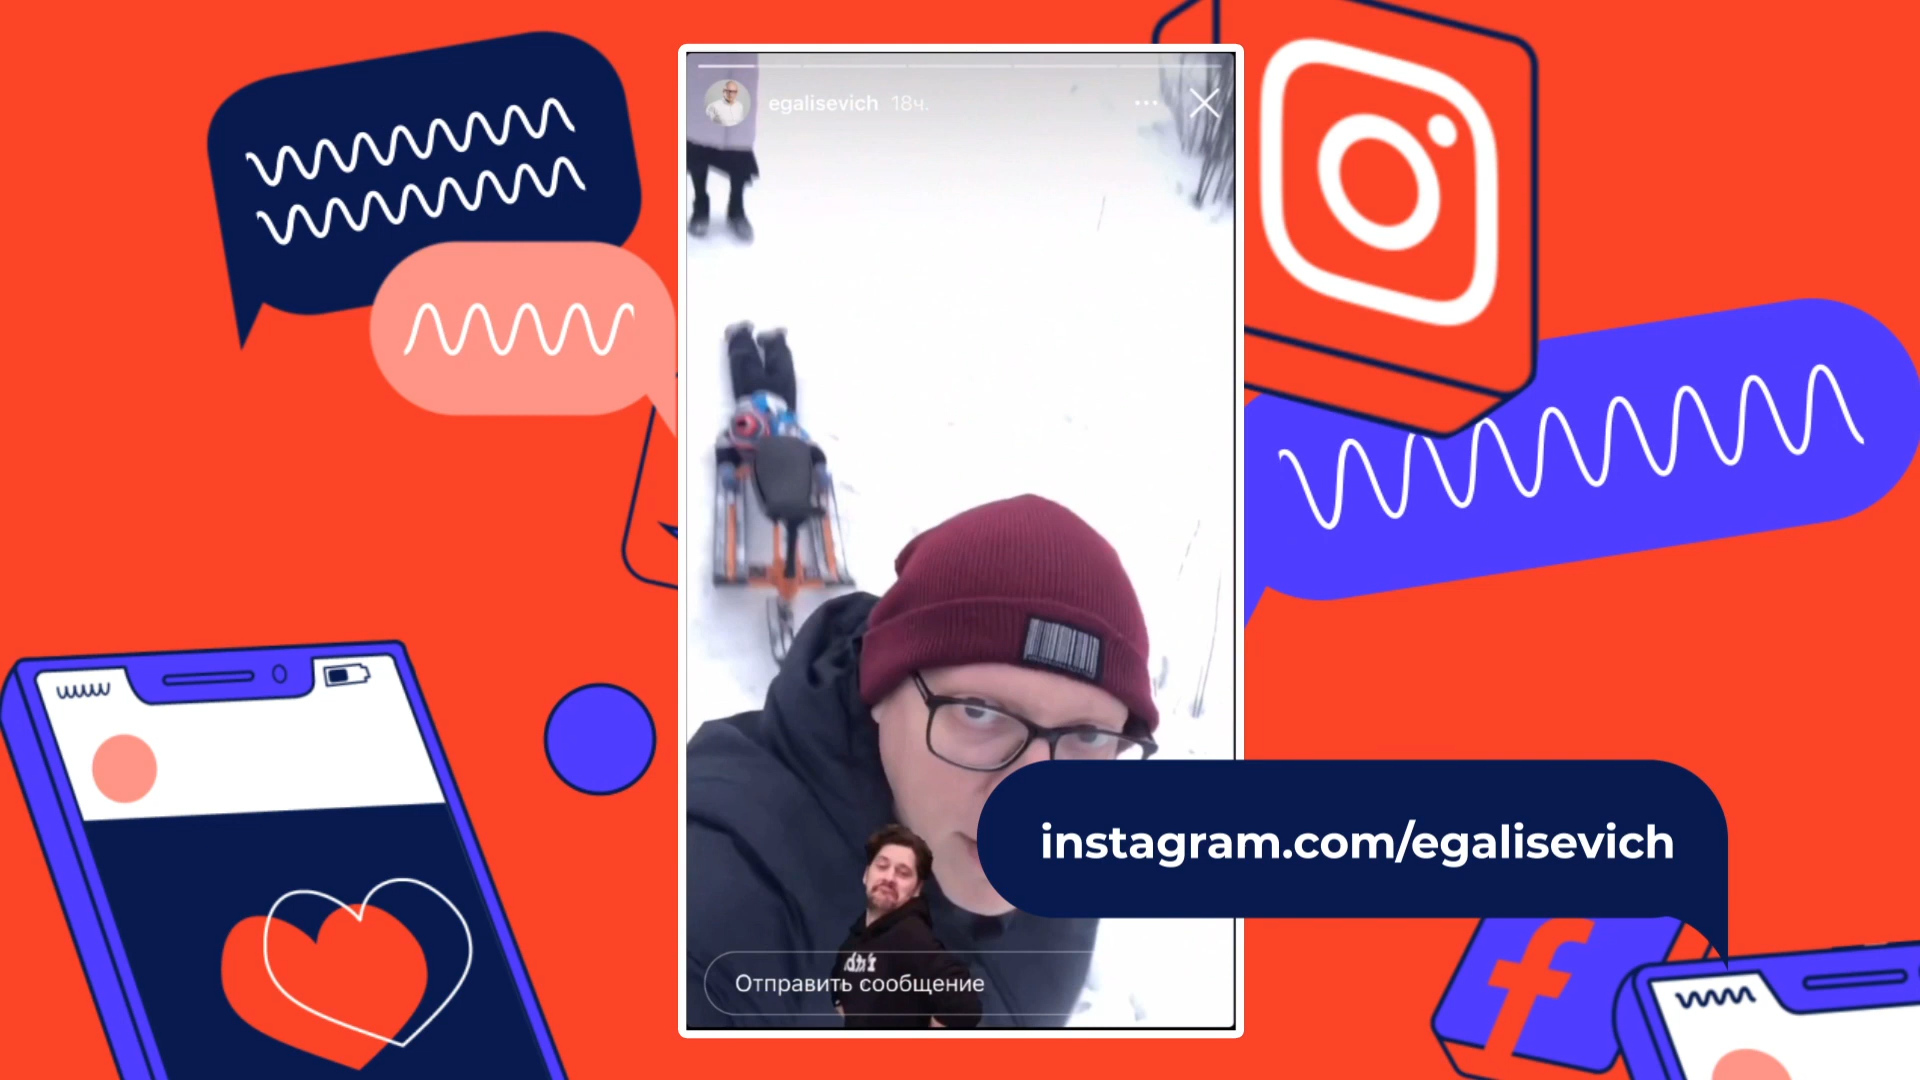 egalisevich 18ч.
instagram.com/egalisevich
Отправить сообщение